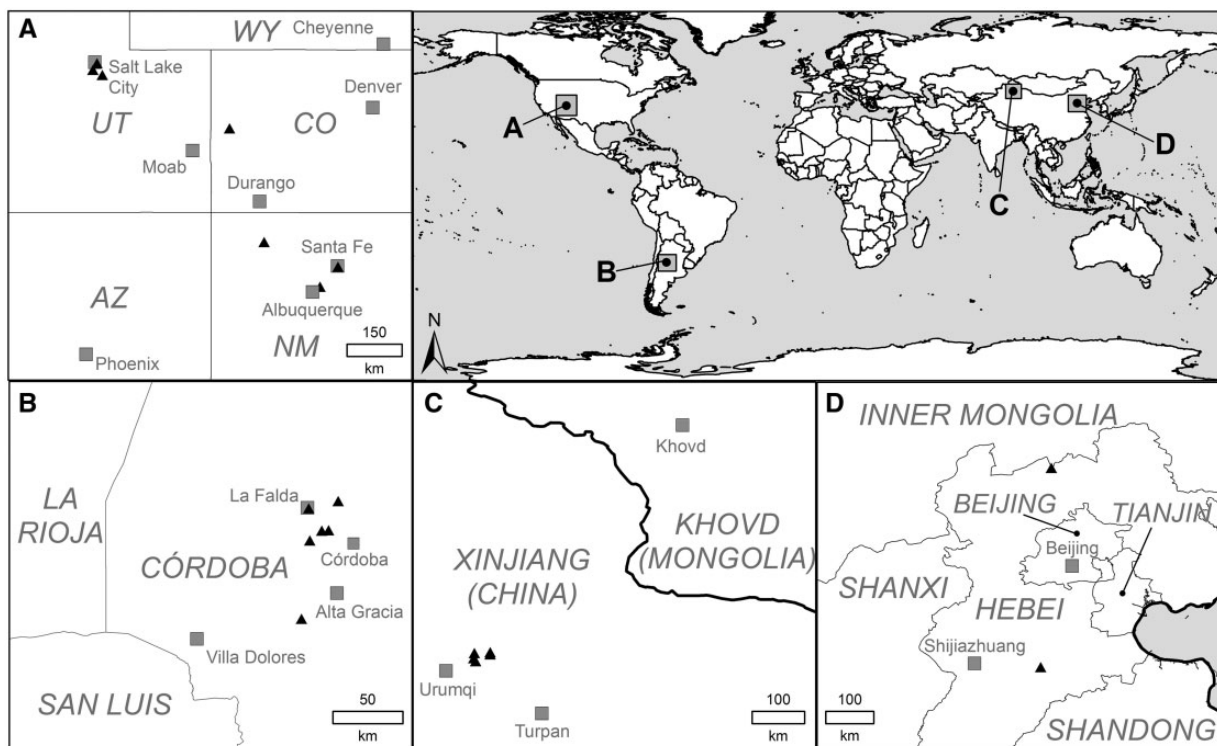 A
WY
Cheyenne
Salt Lake
City
UT
CO
Denver
Moab
Durango
Santa Fe
AZ
Albuquerque
Phoenix
NM
150
km
A
B
C
D
N
B
LA
RIOJA
La Falda
CÓRDOBA
Córdoba
Alta Gracia
Villa Dolores
SAN LUIS
50
km
C
Khovd
KHOVD
(MONGOLIA)
XINJIANG
(CHINA)
Urumqi
Turpan
100
km
D
INNER MONGOLIA
BEIJING
TIANJIN
Beijing
SHANXI
HEBEI
Shijiazhuang
100
km
SHANDONG